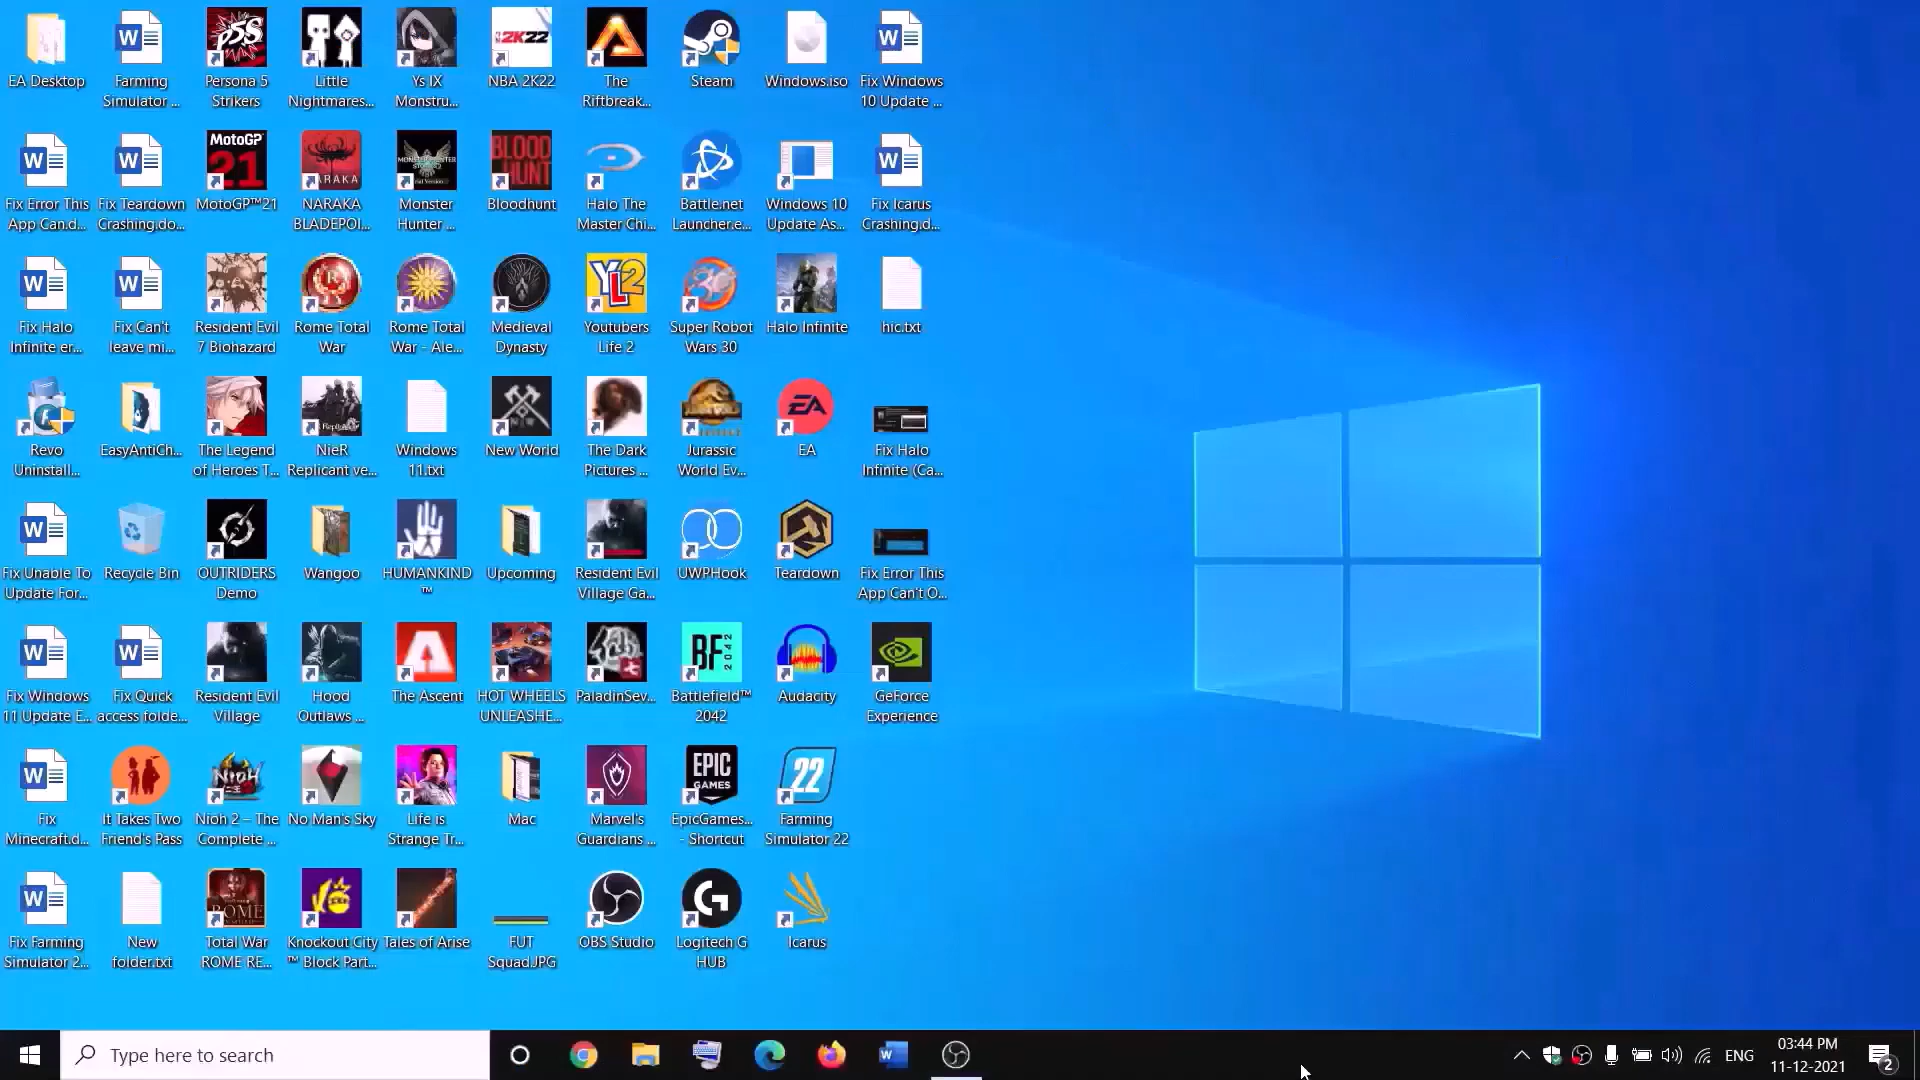 EA Desktop
Farming
Simulator ...
Persona 5
Strikers
Little
Nightmares...
Ys IX
Monstru...
NBA 2K22
The
Riftbreak...
Steam
Windows.iso
Fix Windows
10 Update ...
Fix Error This
App Can.d...
Fix Teardown
Crashing.do...
MotoGP™21
NARAKA
BLADEPOI...
Monster
Hunter ...
Bloodhunt
Halo The
Master Chi...
Battle.net
Launcher.e...
Windows 10
Update As...
Fix Icarus
Crashing.d...
Fix Halo
Infinite er...
Fix Can't
leave mi...
Resident Evil
7 Biohazard
Rome Total
War
Rome Total
War - Ale...
Medieval
Dynasty
Youtubers
Life 2
Super Robot
Wars 30
Halo Infinite
hic.txt
Revo
Uninstall...
EasyAntiCh...
The Legend
of Heroes T...
NieR
Replicant ve...
Windows
11.txt
New World
The Dark
Pictures ...
Jurassic
World Ev...
EA
Fix Halo
Infinite (Ca...
Fix Unable To
Update For...
Recycle Bin
OUTRIDERS
Demo
Wangoo
HUMANKIND
™
Upcoming
Resident Evil
Village Ga...
UWPHook
Teardown
Fix Error This
App Can't O...
Fix Windows
11 Update E...
Fix Quick
access folde...
Resident Evil
Village
Hood
Outlaws ...
The Ascent
HOT WHEELS
UNLEASHE...
PaladinSev...
Battlefield™
2042
Audacity
GeForce
Experience
Fix
Minecraft.d...
It Takes Two
Friend's Pass
Nioh 2 – The
Complete ...
No Man's Sky
Life is
Strange Tr...
Mac
Marvel's
Guardians ...
EpicGames...
- Shortcut
Farming
Simulator 22
Fix Farming
Simulator 2...
New
folder.txt
Total War
ROME RE...
Knockout City
™ Block Part...
Tales of Arise
FUT
Squad.JPG
OBS Studio
Logitech G
HUB
Icarus
Type here to search
ENG
03:44 PM
11-12-2021
2